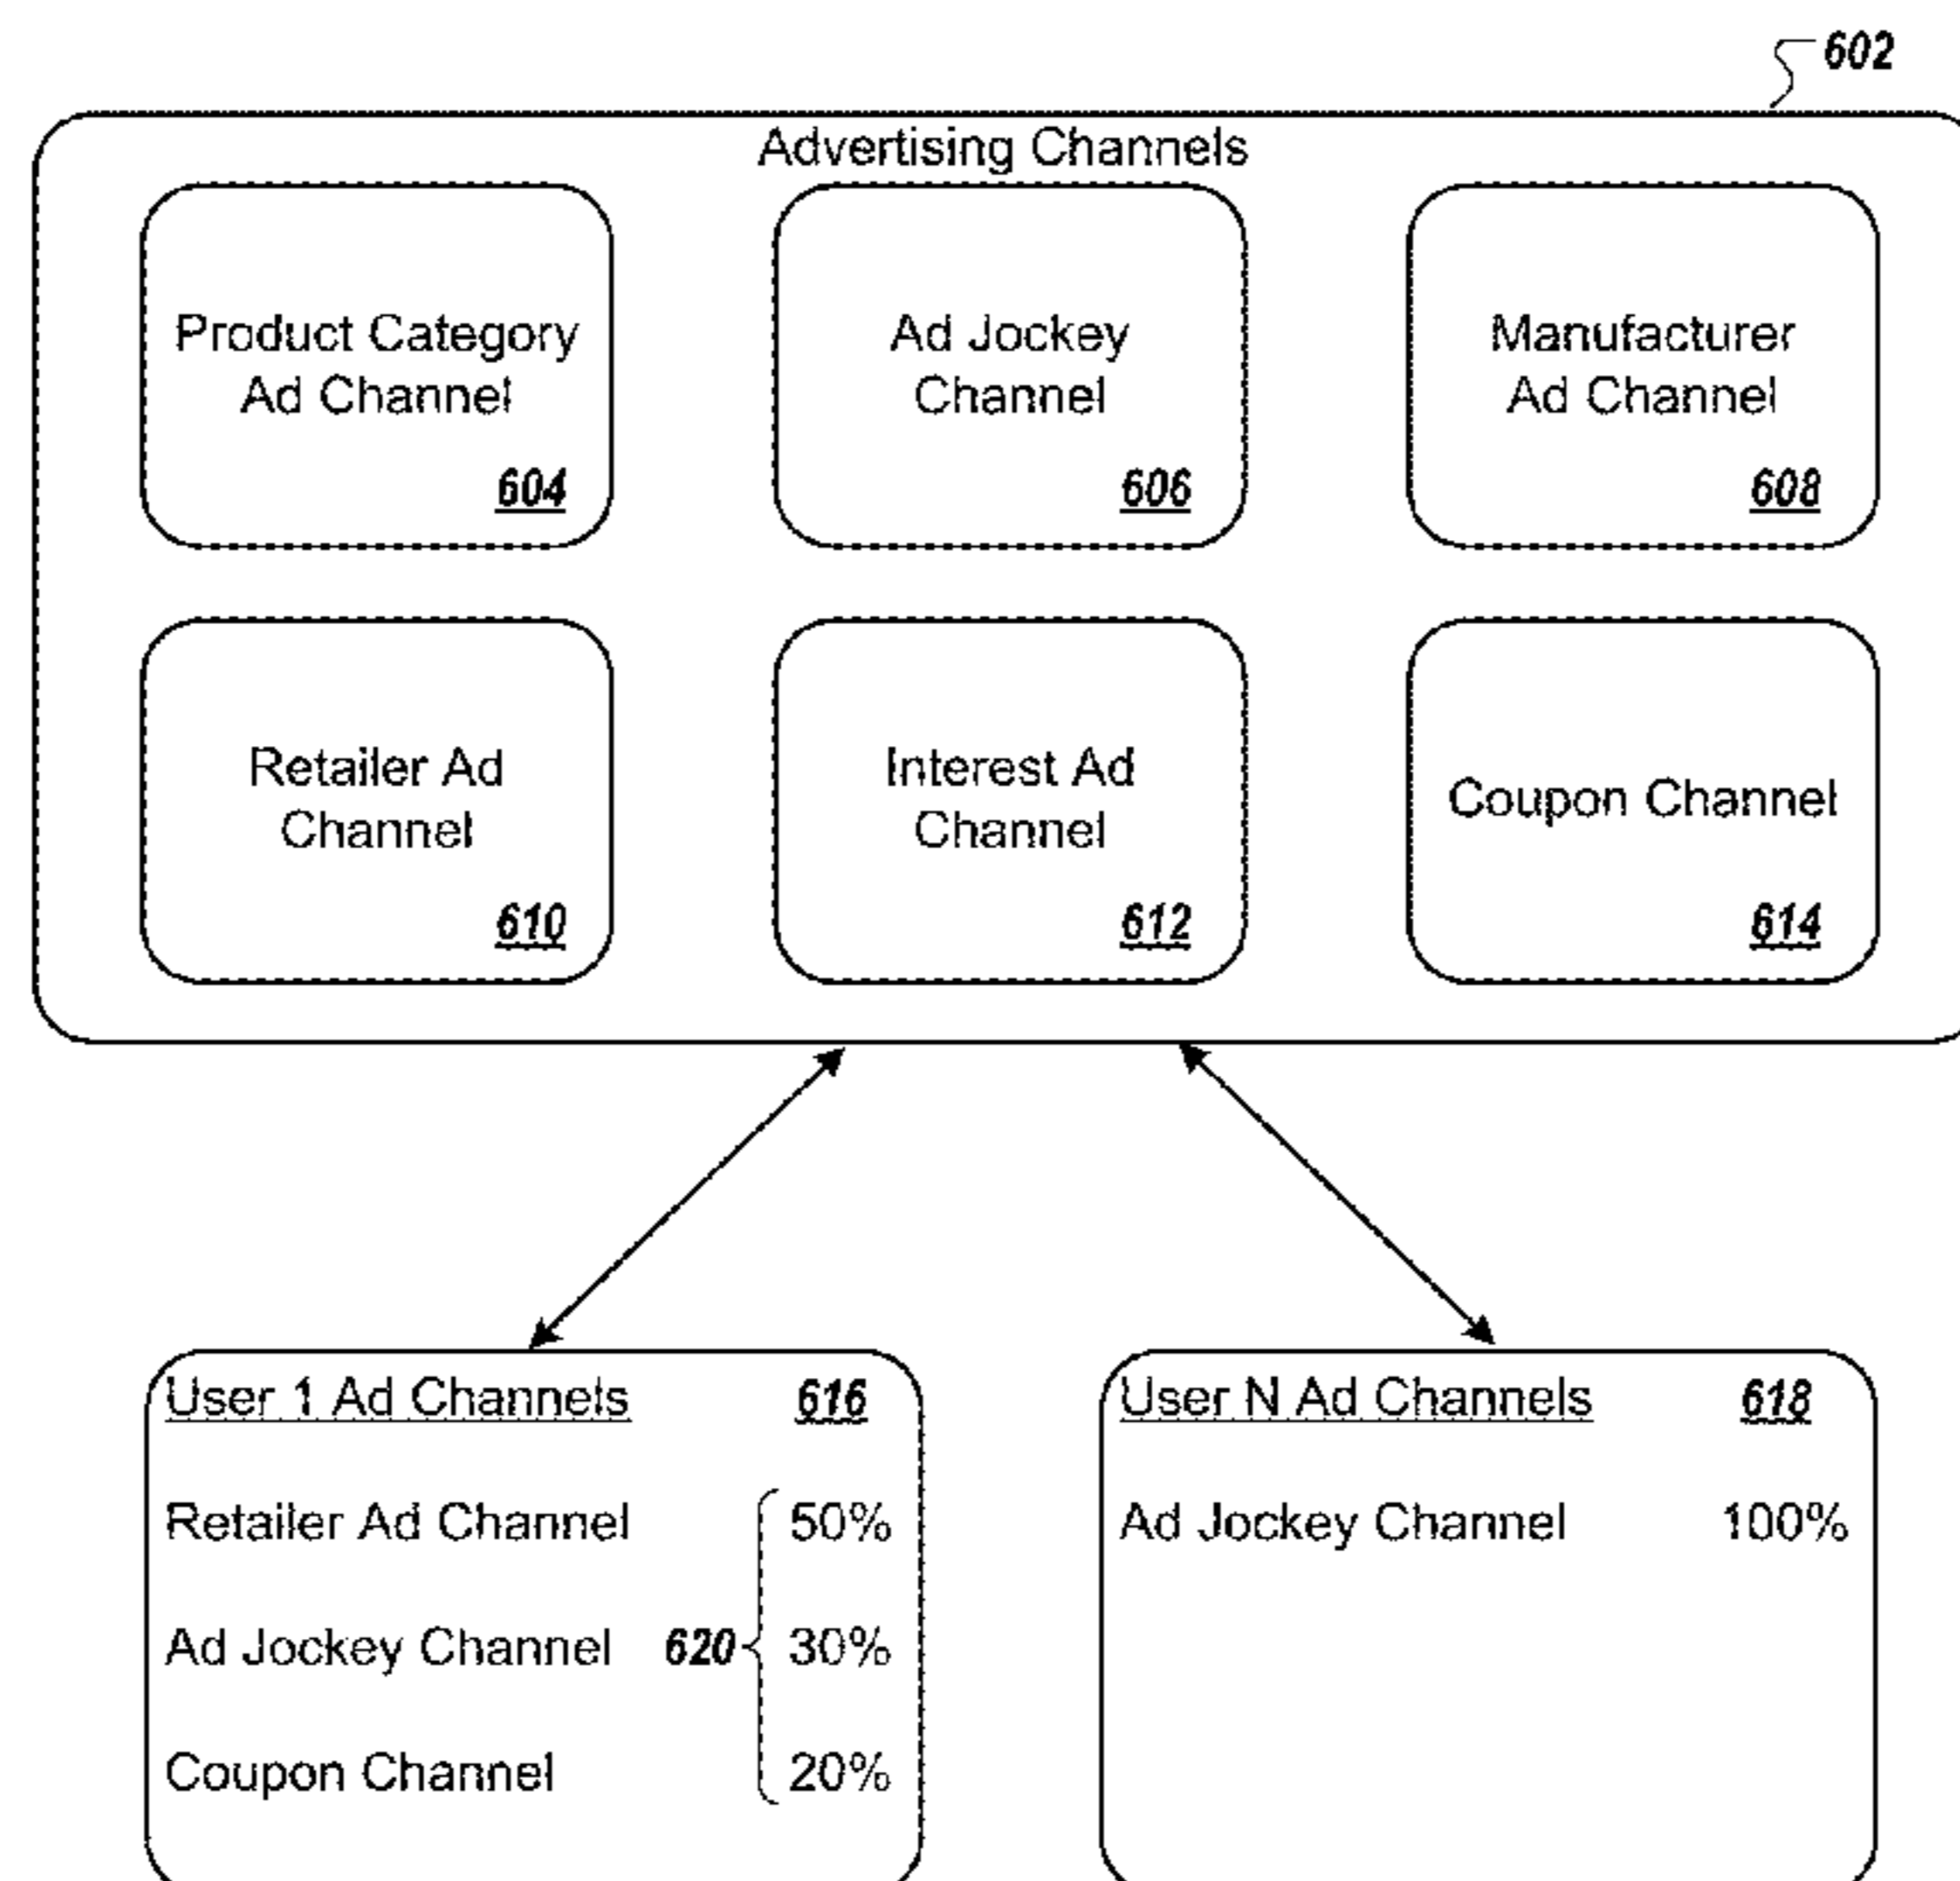 602
Advertising Channels
Product Category
Ad Channel
604
Ad Jockey
Channel
606
Manufacturer
Ad Channel
608
Retailer Ad
Channel
610
Interest Ad
Channel
612
Coupon Channel
614
User 1 Ad Channels 616
Retailer Ad Channel 50%
Ad Jockey Channel 620 30%
Coupon Channel 20%
User N Ad Channels 618
Ad Jockey Channel 100%